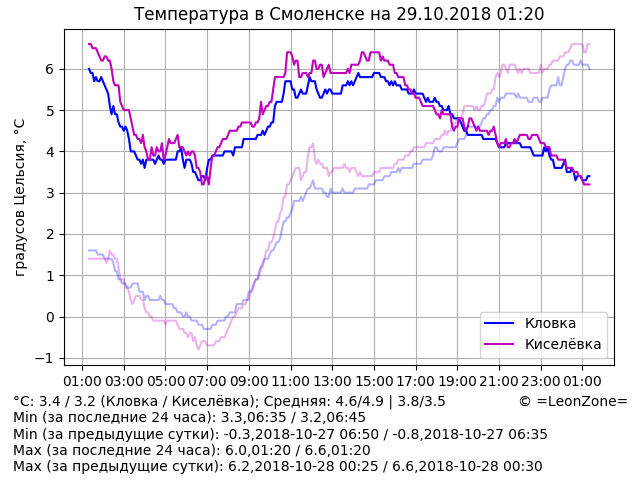 Температура в Смоленске на 29.10.2018 01:20
градусов Цельсия, °C
6
5
4
3
2
1
0
−1
Кловка
Киселёвка
01:00 03:00 05:00 07:00 09:00 11:00 13:00 15:00 17:00 19:00 21:00 23:00 01:00
°C: 3.4 / 3.2 (Кловка / Киселёвка); Средняя: 4.6/4.9 | 3.8/3.5 © =LeonZone=
Min (за последние 24 часа): 3.3,06:35 / 3.2,06:45
Min (за предыдущие сутки): -0.3,2018-10-27 06:50 / -0.8,2018-10-27 06:35
Max (за последние 24 часа): 6.0,01:20 / 6.6,01:20
Max (за предыдущие сутки): 6.2,2018-10-28 00:25 / 6.6,2018-10-28 00:30